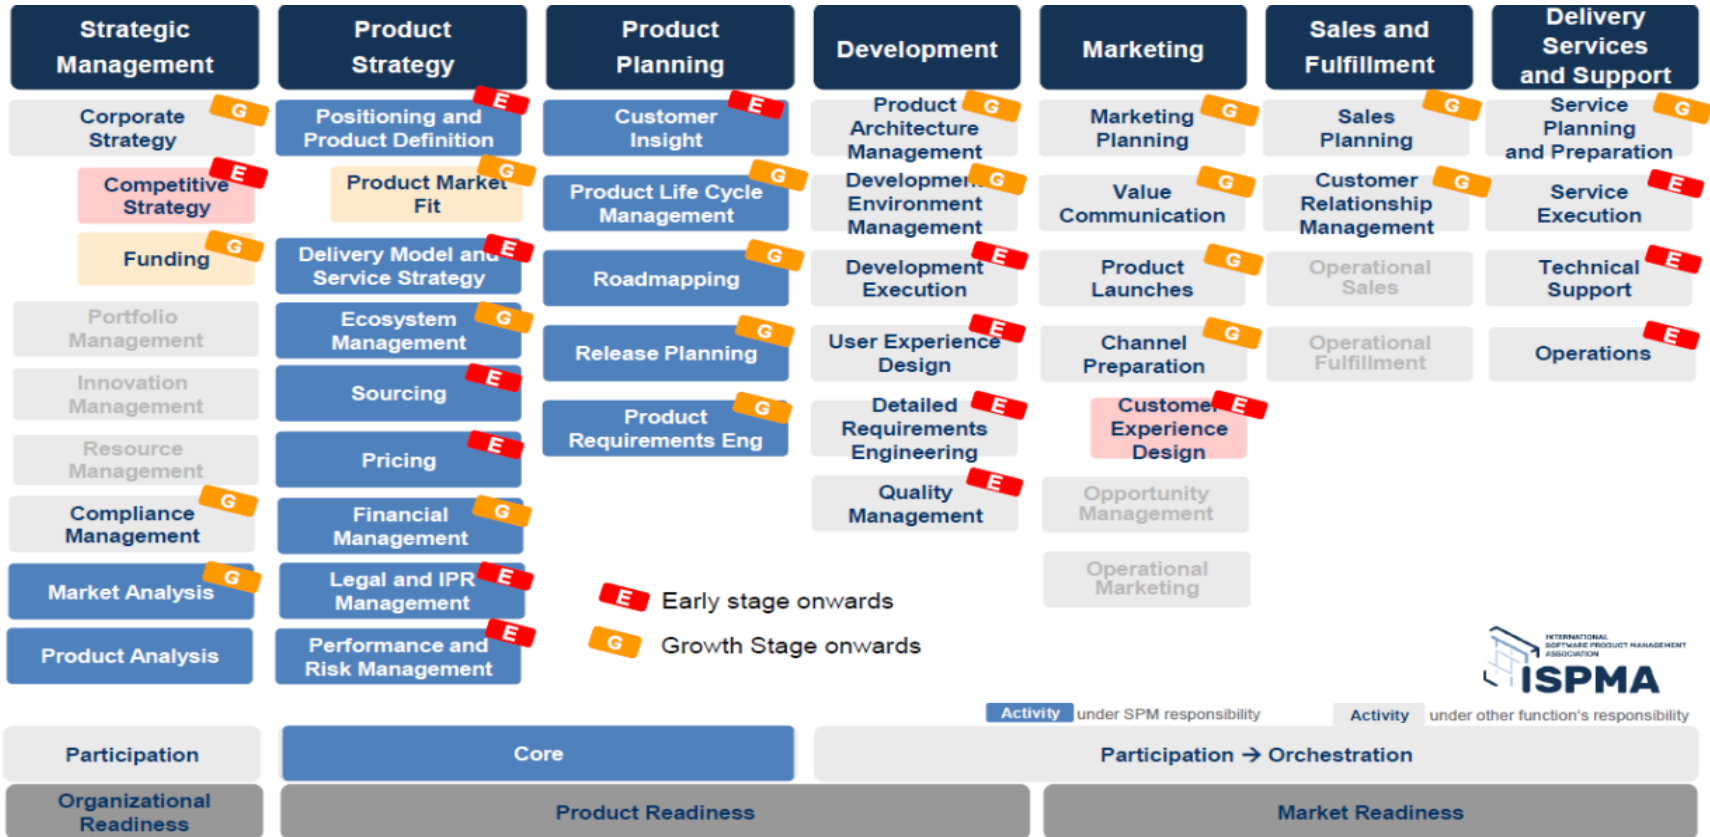 Strategic
Management
Product
Strategy
Product
Planning
Development
Marketing
Sales and
Fulfillment
Delivery
Services
and Support
Corporate
Strategy
G
Competitive
Strategy
E
Funding
G
Portfolio
Management
Innovation
Management
Resource
Management
Compliance
Management
G
Market Analysis
G
Product Analysis
Positioning and
Product Definition
E
Product Market
Fit
G
Delivery Model and
Service Strategy
E
Ecosystem
Management
G
Sourcing
E
Pricing
E
Financial
Management
G
Legal and IPR
Management
E
Performance and
Risk Management
E
Customer
Insight
E
Product Life Cycle
Management
G
Roadmapping
G
Release Planning
G
Product
Requirements Eng
G
Product
Architecture
Management
G
Development
Environment
Management
G
Development
Execution
E
User Experience
Design
E
Detailed
Requirements
Engineering
E
Quality
Management
E
Marketing
Planning
G
Value
Communication
G
Product
Launches
G
Channel
Preparation
G
Customer
Experience
Design
E
Opportunity
Management
Operational
Marketing
Sales
Planning
G
Customer
Relationship
Management
G
Operational
Sales
Operational
Fulfillment
Service
Planning
and Preparation
G
Service
Execution
E
Technical
Support
E
Operations
E
E Early stage onwards
G Growth Stage onwards
INTERNATIONAL
SOFTWARE PRODUCT MANAGEMENT
ASSOCIATION
ISPMA
Activity under SPM responsibility
Activity under other function's responsibility
Participation
Core
Participation → Orchestration
Organizational
Readiness
Product Readiness
Market Readiness